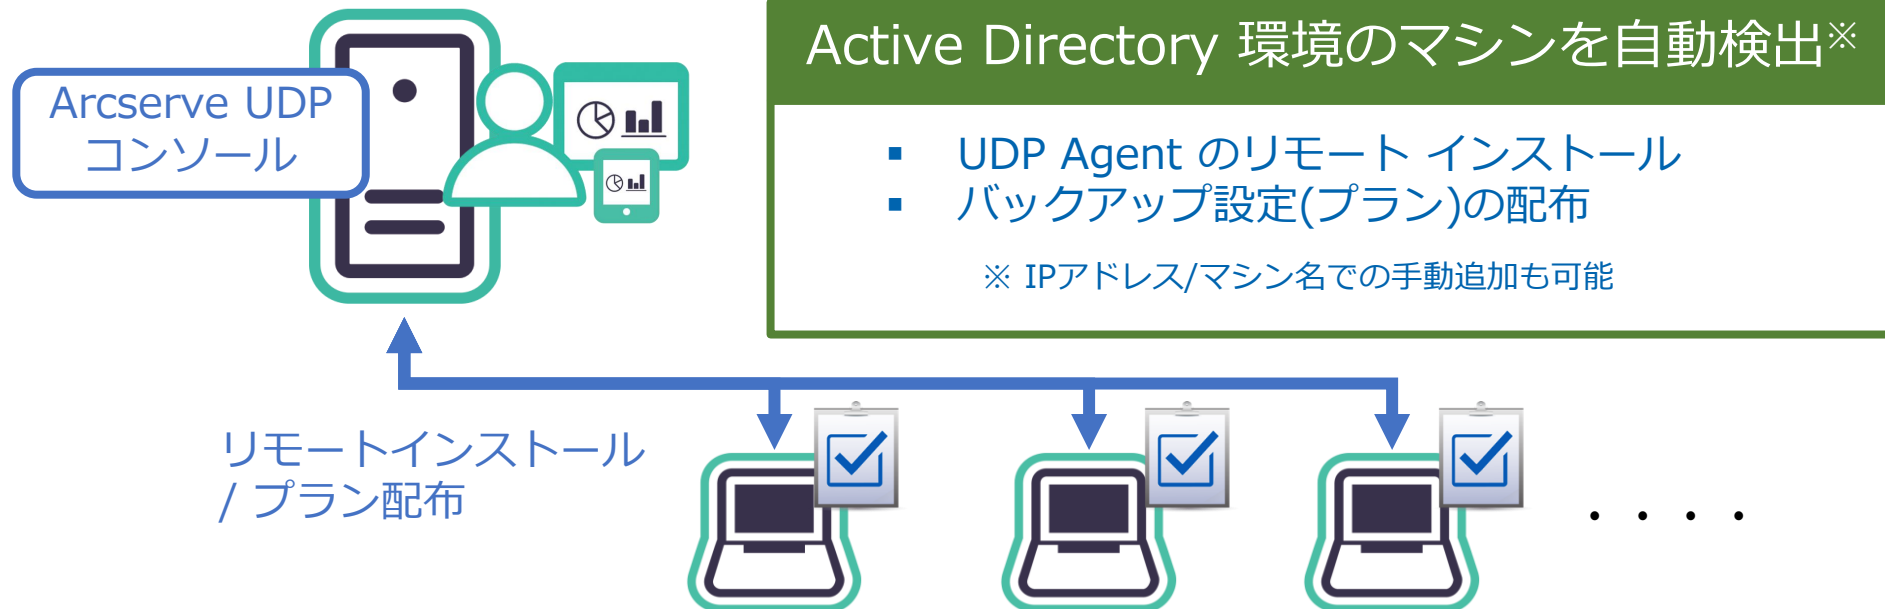 Arcserve UDP
コンソール
Active Directory 環境のマシンを自動検出※
▪ UDP Agent のリモート インストール
▪ バックアップ設定(プラン)の配布
※ IPアドレス/マシン名での手動追加も可能
リモートインストール
/ プラン配布
・・・・